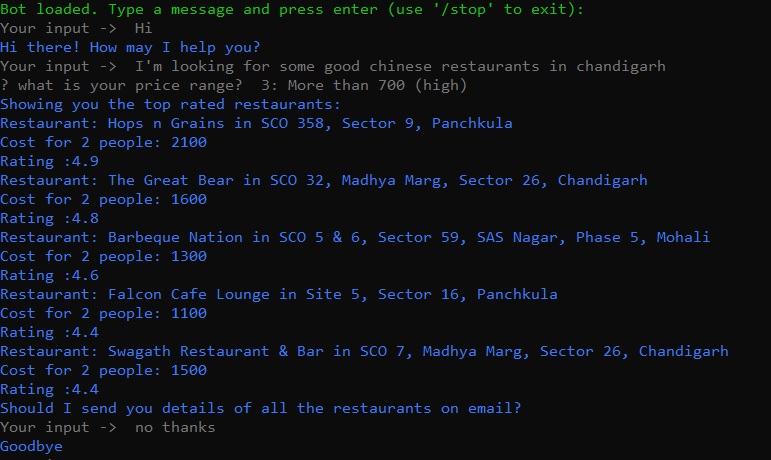 Bot loaded. Type a message and press enter (use '/stop' to exit):
Your input ->  Hi
Hi there! How may I help you?
Your input ->  I'm looking for some good chinese restaurants in chandigarh
? what is your price range?  3: More than 700 (high)
Showing you the top rated restaurants:
Restaurant: Hops n Grains in SCO 358, Sector 9, Panchkula
Cost for 2 people: 2100
Rating :4.9
Restaurant: The Great Bear in SCO 32, Madhya Marg, Sector 26, Chandigarh
Cost for 2 people: 1600
Rating :4.8
Restaurant: Barbeque Nation in SCO 5 & 6, Sector 59, SAS Nagar, Phase 5, Mohali
Cost for 2 people: 1300
Rating :4.6
Restaurant: Falcon Cafe Lounge in Site 5, Sector 16, Panchkula
Cost for 2 people: 1100
Rating :4.4
Restaurant: Swagath Restaurant & Bar in SCO 7, Madhya Marg, Sector 26, Chandigarh
Cost for 2 people: 1500
Rating :4.4
Should I send you details of all the restaurants on email?
Your input ->  no thanks
Goodbye